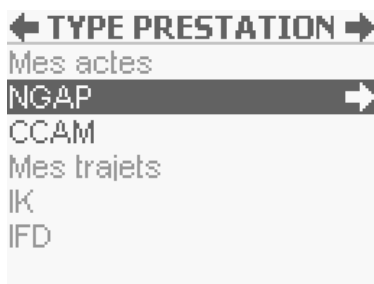 TYPE PRESTATION
Mes actes
NGAP
CCAM
Mes trajets
IK
IFD